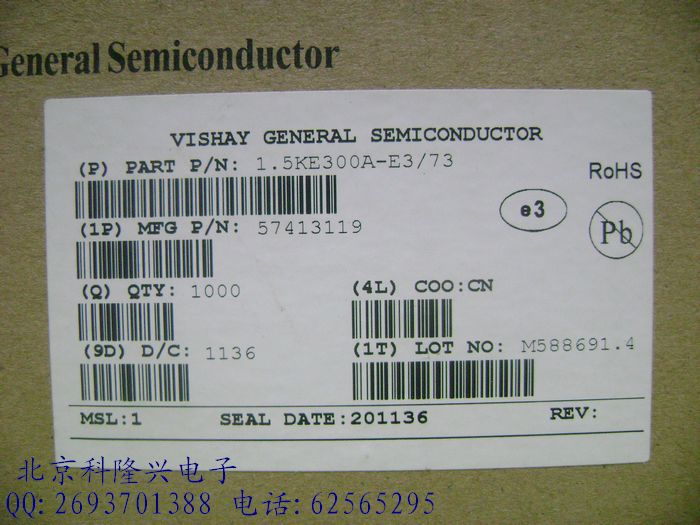 General Semiconductor
VISHAY GENERAL SEMICONDUCTOR
(P) PART P/N: 1.5KE300A-E3/73
RoHS
e3
Pb
(1P) MFG P/N: 57413119
(Q) QTY: 1000
(4L) COO:CN
(9D) D/C: 1136
(1T) LOT NO: M588691.4
MSL:1 SEAL DATE:201136 REV:
北京科隆兴电子
QQ:2693701388 电话:62565295